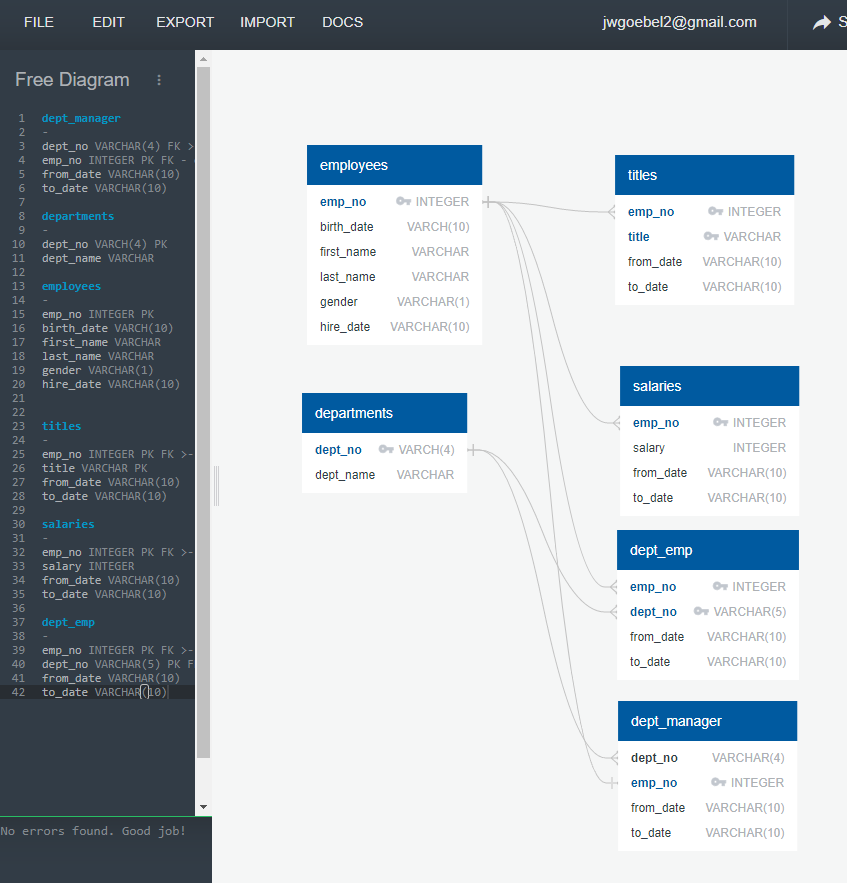 FILE EDIT EXPORT IMPORT DOCS jwgoebel2@gmail.com S
Free Diagram
1 dept_manager
2 -
3 dept_no VARCHAR(4) FK >
4 emp_no INTEGER PK FK -
5 from_date VARCHAR(10)
6 to_date VARCHAR(10)
7
8 departments
9 -
10 dept_no VARCH(4) PK
11 dept_name VARCHAR
12
13 employees
14 -
15 emp_no INTEGER PK
16 birth_date VARCH(10)
17 first_name VARCHAR
18 last_name VARCHAR
19 gender VARCHAR(1)
20 hire_date VARCHAR(10)
21
22
23 titles
24 -
25 emp_no INTEGER PK FK >-
26 title VARCHAR PK
27 from_date VARCHAR(10)
28 to_date VARCHAR(10)
29
30 salaries
31 -
32 emp_no INTEGER PK FK >-
33 salary INTEGER
34 from_date VARCHAR(10)
35 to_date VARCHAR(10)
36
37 dept_emp
38 -
39 emp_no INTEGER PK FK >-
40 dept_no VARCHAR(5) PK F
41 from_date VARCHAR(10)
42 to_date VARCHAR(10)
No errors found. Good job!
employees
emp_no INTEGER
birth_date VARCH(10)
first_name VARCHAR
last_name VARCHAR
gender VARCHAR(1)
hire_date VARCHAR(10)
departments
dept_no VARCH(4)
dept_name VARCHAR
titles
emp_no INTEGER
title VARCHAR
from_date VARCHAR(10)
to_date VARCHAR(10)
salaries
emp_no INTEGER
salary INTEGER
from_date VARCHAR(10)
to_date VARCHAR(10)
dept_emp
emp_no INTEGER
dept_no VARCHAR(5)
from_date VARCHAR(10)
to_date VARCHAR(10)
dept_manager
dept_no VARCHAR(4)
emp_no INTEGER
from_date VARCHAR(10)
to_date VARCHAR(10)